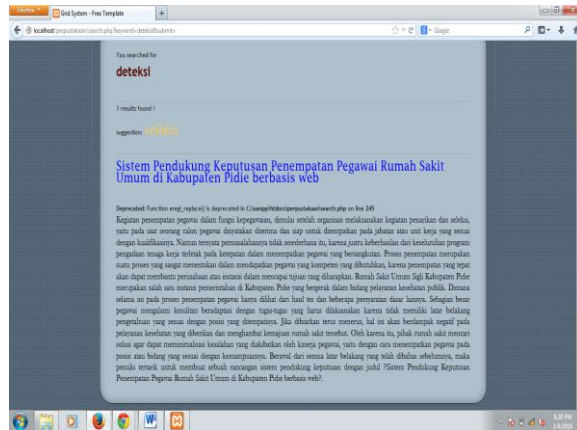 Firefox
Grid System - Free Template
localhost/perpustakaan/search.php?keyword=deteksi&submit=
Google
You searched for
deteksi
1 results found !
suggestion: seleksi
Sistem Pendukung Keputusan Penempatan Pegawai Rumah Sakit
Umum di Kabupaten Pidie berbasis web
Deprecated: Function eregi_replace() is deprecated in C:\xampp\htdocs\perpustakaan\search.php on line 245
Kegiatan penempatan pegawai dalam fungsi kepegawaian, dimulai setelah organisasi melaksanakan kegiatan penarikan dan seleksi,
yaitu pada saat seorang calon pegawai dinyatakan diterima dan siap untuk ditempatkan pada jabatan atau unit kerja yang sesuai
dengan kualifikasinya. Namun ternyata permasalahannya tidak sesederhana itu, karena justru keberhasilan dari keseluruhan program
pengadaan tenaga kerja terletak pada ketepatan dalam menempatkan pegawai yang bersangkutan. Proses penempatan merupakan
suatu proses yang sangat menentukan dalam mendapatkan pegawai yang kompeten yang dibutuhkan, karena penempatan yang tepat
akan dapat membantu perusahaan atau instansi dalam mencapai tujuan yang diharapkan. Rumah Sakit Umum Sigli Kabupaten Pidie
merupakan salah satu instansi pemerintahan di Kabupaten Pidie yang bergerak dalam bidang pelayanan kesehatan publik. Dimana
selama ini pada proses penempatan pegawai hanya dilihat dari hasil tes dan beberapa persyaratan dasar lainnya. Sebagian besar
pegawai mengalami kesulitan beradaptasi dengan tugas-tugas yang harus dilaksanakan karena tidak memiliki latar belakang
pengetahuan yang sesuai dengan posisi yang ditempatinya. Jika dibiarkan terus menerus, hal ini akan berdampak negatif pada
pelayanan kesehatan yang diberikan dan menghambat kemajuan rumah sakit tersebut. Oleh karena itu, pihak rumah sakit mencari
solusi agar dapat meminimalisasi kesalahan yang diakibatkan oleh kinerja pegawai, yaitu dengan cara menempatkan pegawai pada
posisi atau bidang yang sesuai dengan kemampuannya. Berawal dari semua latar belakang yang telah dibahas sebelumnya, maka
penulis tertarik untuk membuat sebuah rancangan sistem pendukung keputusan dengan judul ?Sistem Pendukung Keputusan
Penempatan Pegawai Rumah Sakit Umum di Kabupaten Pidie berbasis web?.
8:28 PM